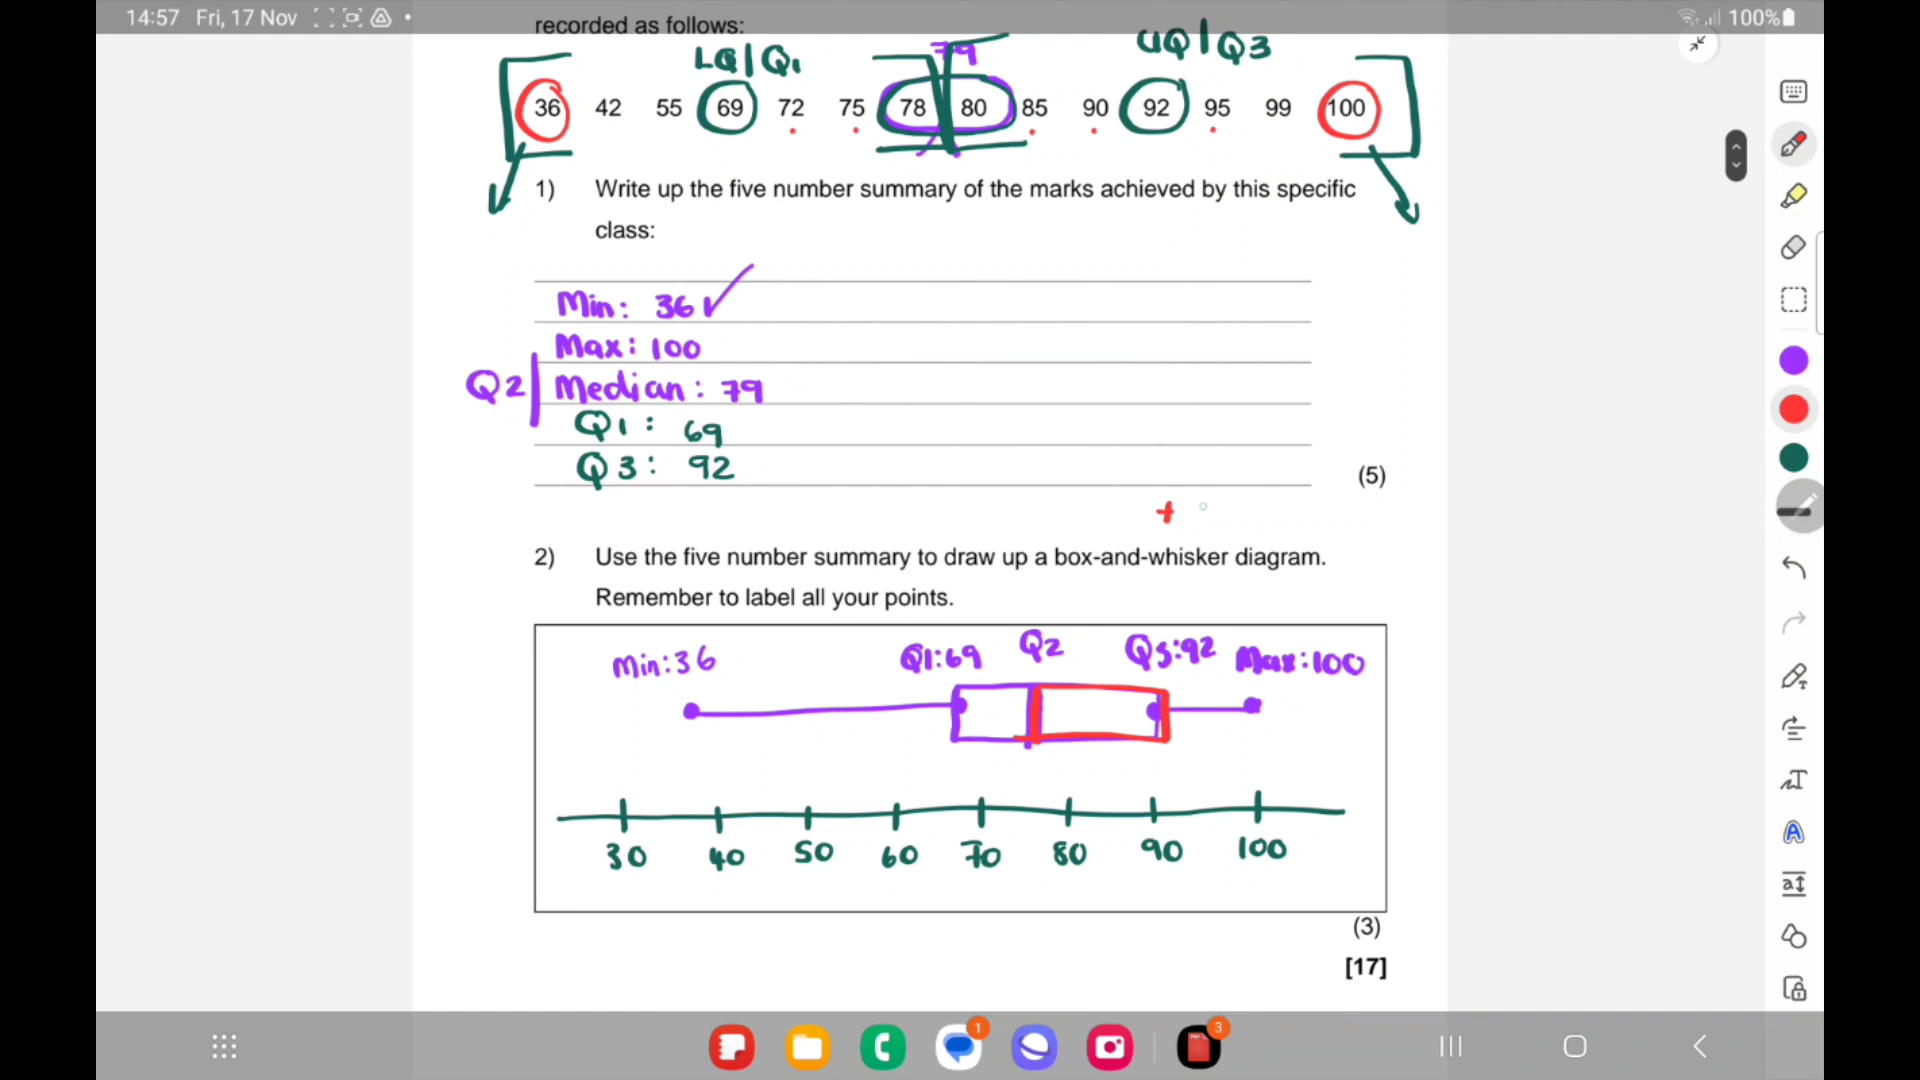 14:57 Fri, 17 Nov
100%
recorded as follows:
LQ|Q1
79
UQ|Q3
36 42 55 69 72 75 78 80 85 90 92 95 99 100
1) Write up the five number summary of the marks achieved by this specific
class:
Min: 36 ✓
Max: 100
Q2 | Median: 79
Q1: 69
Q3: 92
(5)
+
2) Use the five number summary to draw up a box-and-whisker diagram.
Remember to label all your points.
Min:36 Q1:69 Q2 Q3:92 Max:100
30 40 50 60 70 80 90 100
(3)
[17]
1
3